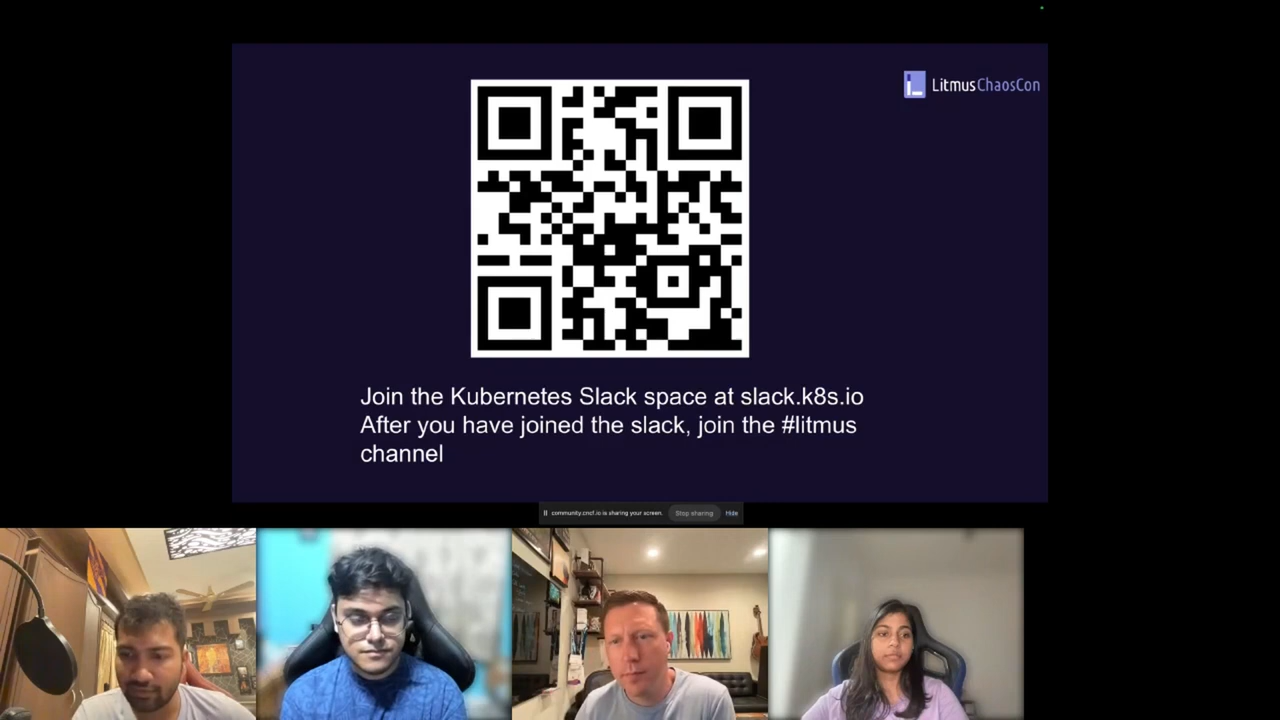 LitmusChaosCon
Join the Kubernetes Slack space at slack.k8s.io
After you have joined the slack, join the #litmus
channel
community.cncf.io is sharing your screen. Stop sharing Hide